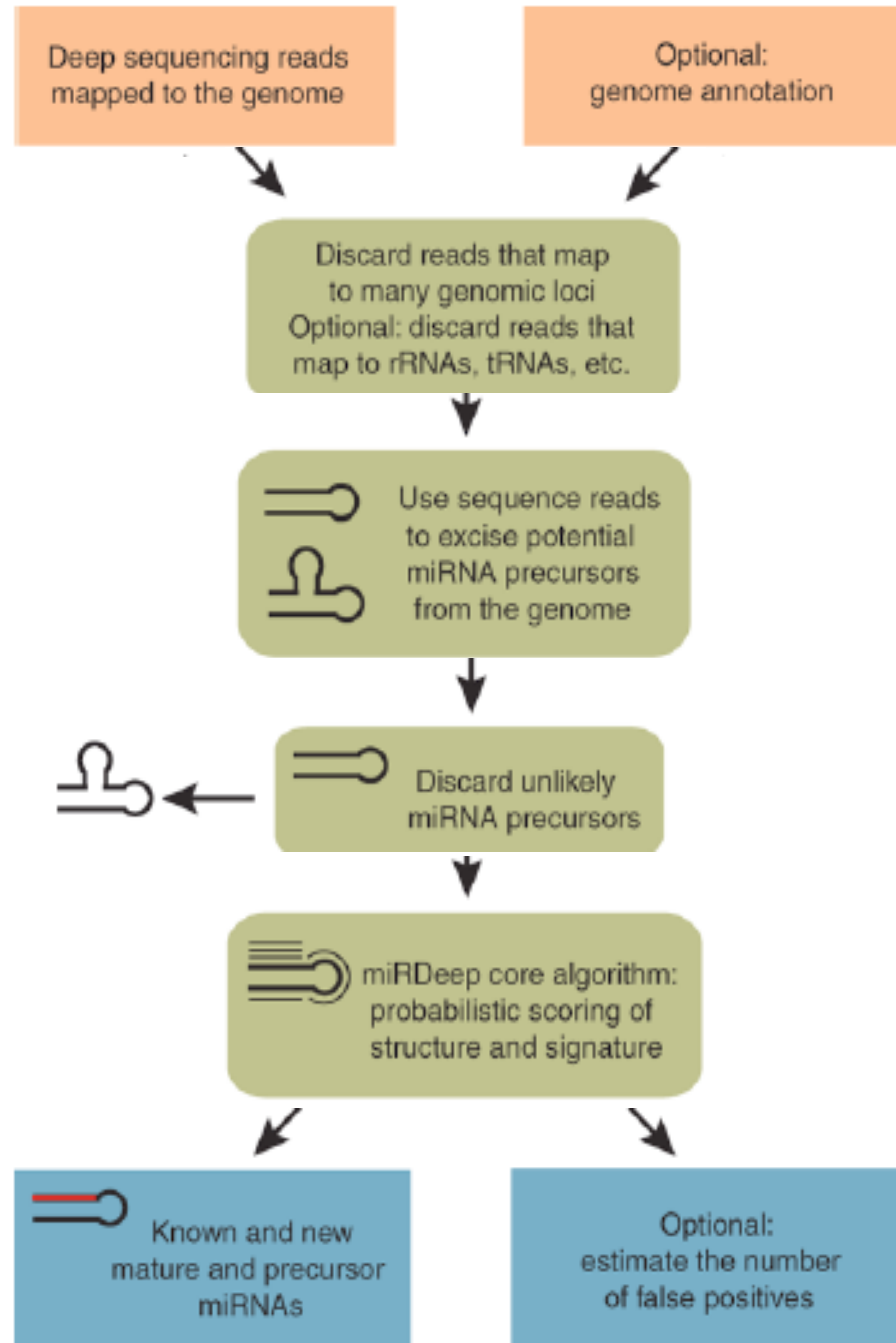 Deep sequencing reads
mapped to the genome
Optional:
genome annotation
Discard reads that map
to many genomic loci
Optional: discard reads that
map to rRNAs, tRNAs, etc.
Use sequence reads
to excise potential
miRNA precursors
from the genome
Discard unlikely
miRNA precursors
miRDeep core algorithm:
probabilistic scoring of
structure and signature
Known and new
mature and precursor
miRNAs
Optional:
estimate the number
of false positives